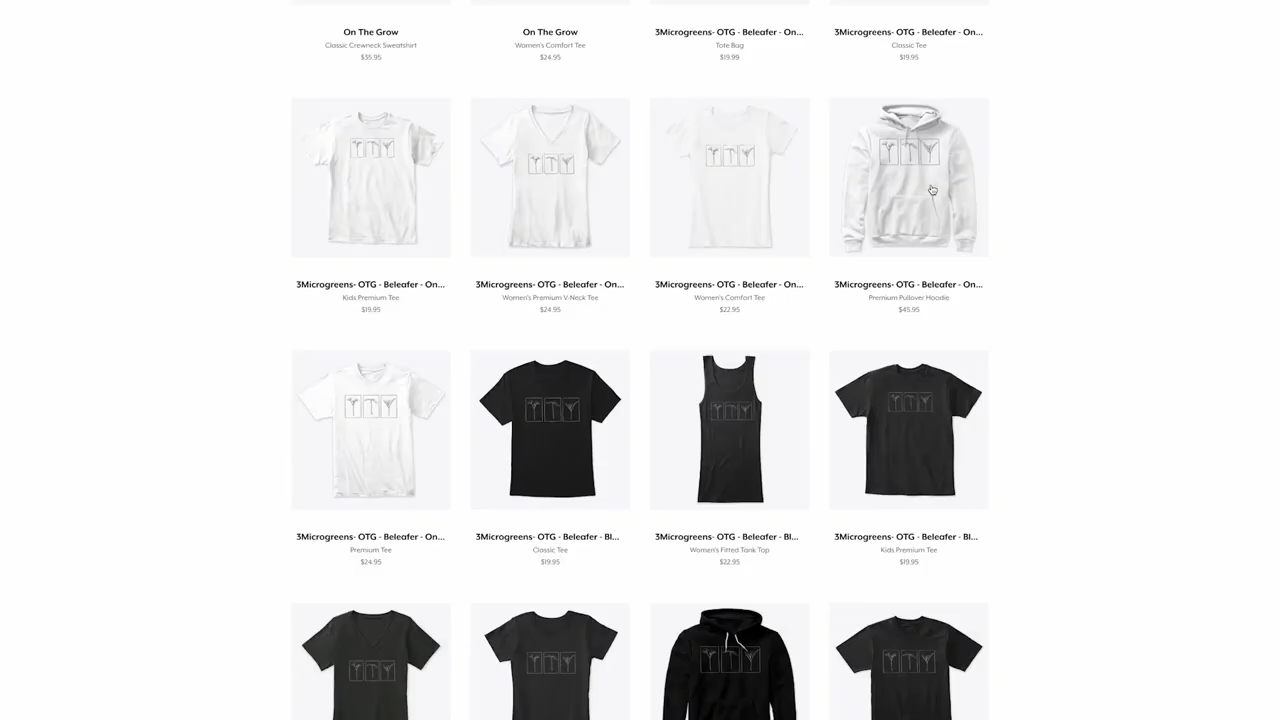 On The Grow
Classic Crewneck Sweatshirt
$35.95
On The Grow
Women's Comfort Tee
$24.95
3Microgreens- OTG - Beleafer - On...
Tote Bag
$19.99
3Microgreens- OTG - Beleafer - On...
Classic Tee
$19.95
3Microgreens- OTG - Beleafer - On...
Kids Premium Tee
$19.95
3Microgreens- OTG - Beleafer - On...
Women's Premium V-Neck Tee
$24.95
3Microgreens- OTG - Beleafer - On...
Women's Comfort Tee
$22.95
3Microgreens- OTG - Beleafer - On...
Premium Pullover Hoodie
$45.95
3Microgreens- OTG - Beleafer - On...
Premium Tee
$24.95
3Microgreens- OTG - Beleafer - Bl...
Classic Tee
$19.95
3Microgreens- OTG - Beleafer - Bl...
Women's Fitted Tank Top
$22.95
3Microgreens- OTG - Beleafer - Bl...
Kids Premium Tee
$19.95